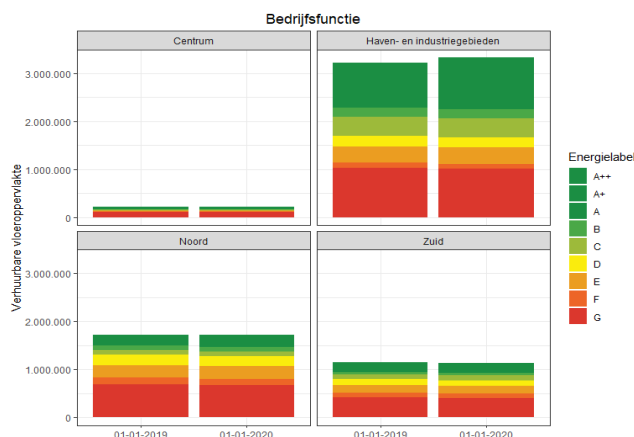 Bedrijfsfunctie
Centrum
Haven- en industriegebieden
3.000.000
2.000.000
1.000.000
0
Verhuurbare vloeroppervlakte
Noord
Zuid
3.000.000
2.000.000
1.000.000
0
01-01-2019
01-01-2020
01-01-2019
01-01-2020
Energielabel
A++
A+
A
B
C
D
E
F
G